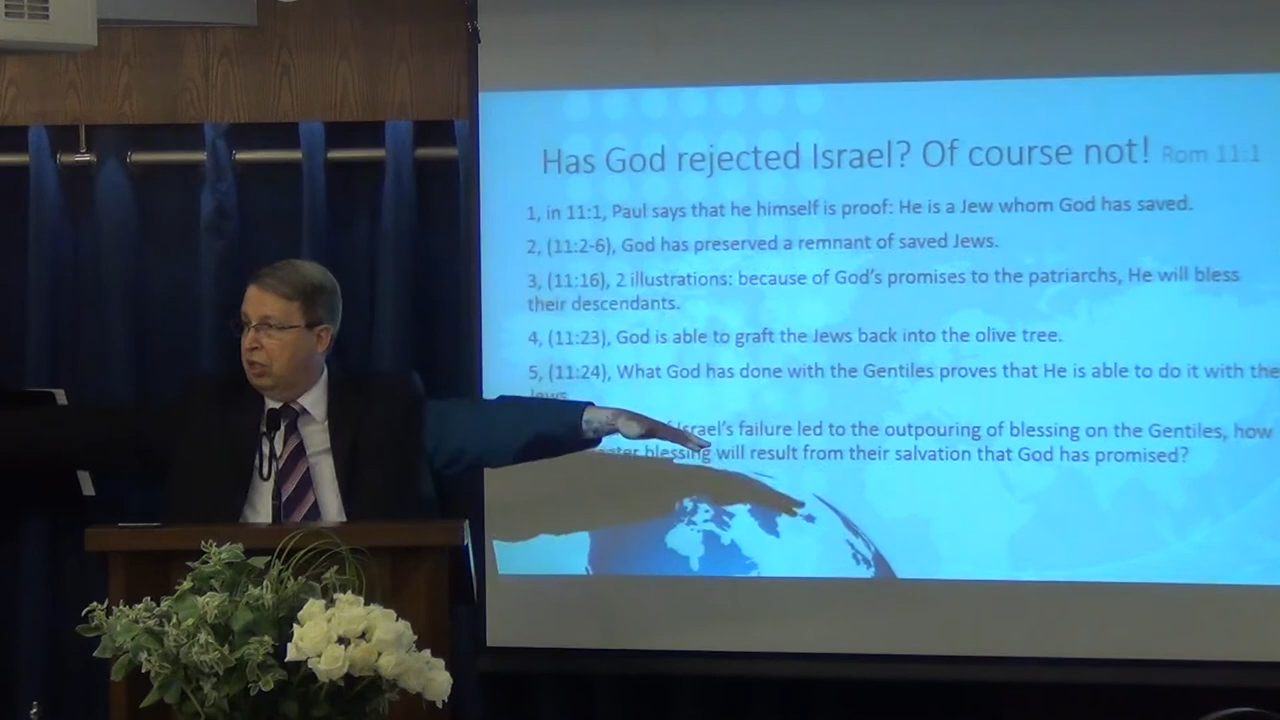 Has God rejected Israel? Of course not! Rom 11:1
1, in 11:1, Paul says that he himself is proof: He is a Jew whom God has saved.
2, (11:2-6), God has preserved a remnant of saved Jews.
3, (11:16), 2 illustrations: because of God's promises to the patriarchs, He will bless
their descendants.
4, (11:23), God is able to graft the Jews back into the olive tree.
5, (11:24), What God has done with the Gentiles proves that He is able to do it with the
Jews
Israel's failure led to the outpouring of blessing on the Gentiles, how
blessing will result from their salvation that God has promised?